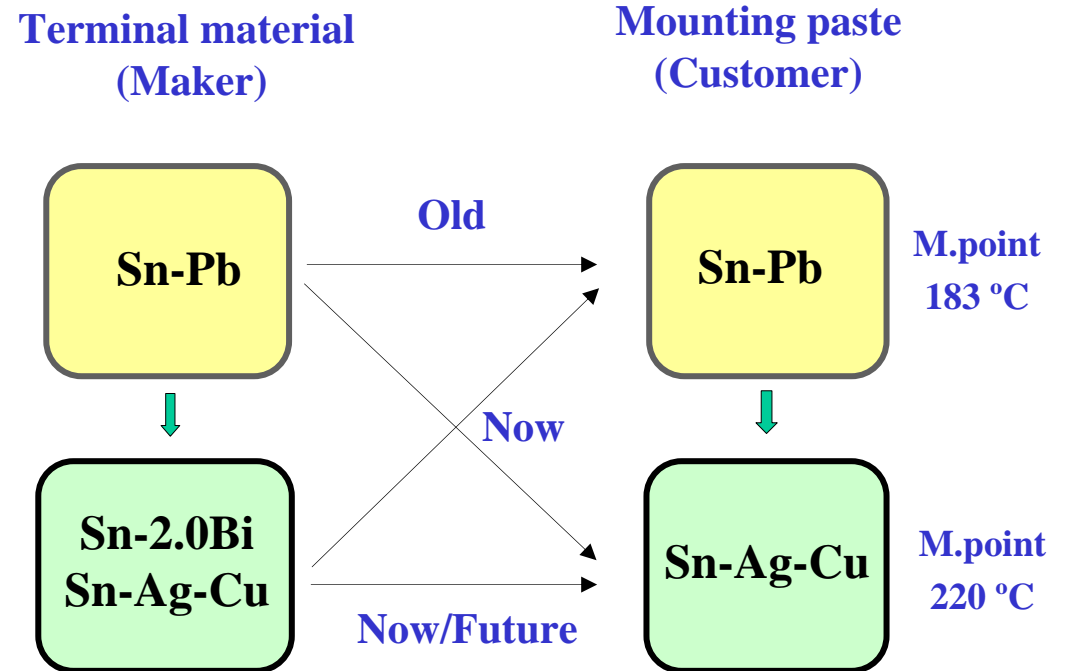 Terminal material
(Maker)
Mounting paste
(Customer)
Sn-Pb
Old
Sn-Pb
M.point
183 ºC
Now
Sn-2.0Bi
Sn-Ag-Cu
Now/Future
Sn-Ag-Cu
M.point
220 ºC